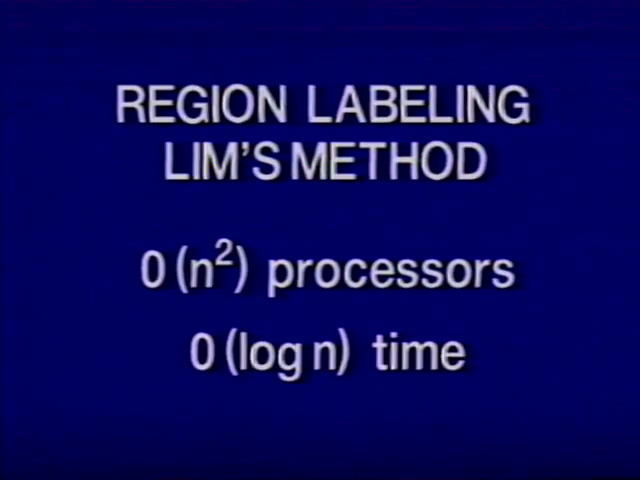 REGION LABELING
LIM'S METHOD
0 (n²) processors
0 (log n) time